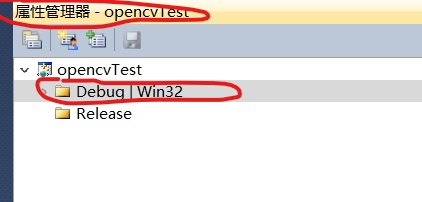 属性管理器 - opencvTest
opencvTest
Debug | Win32
Release